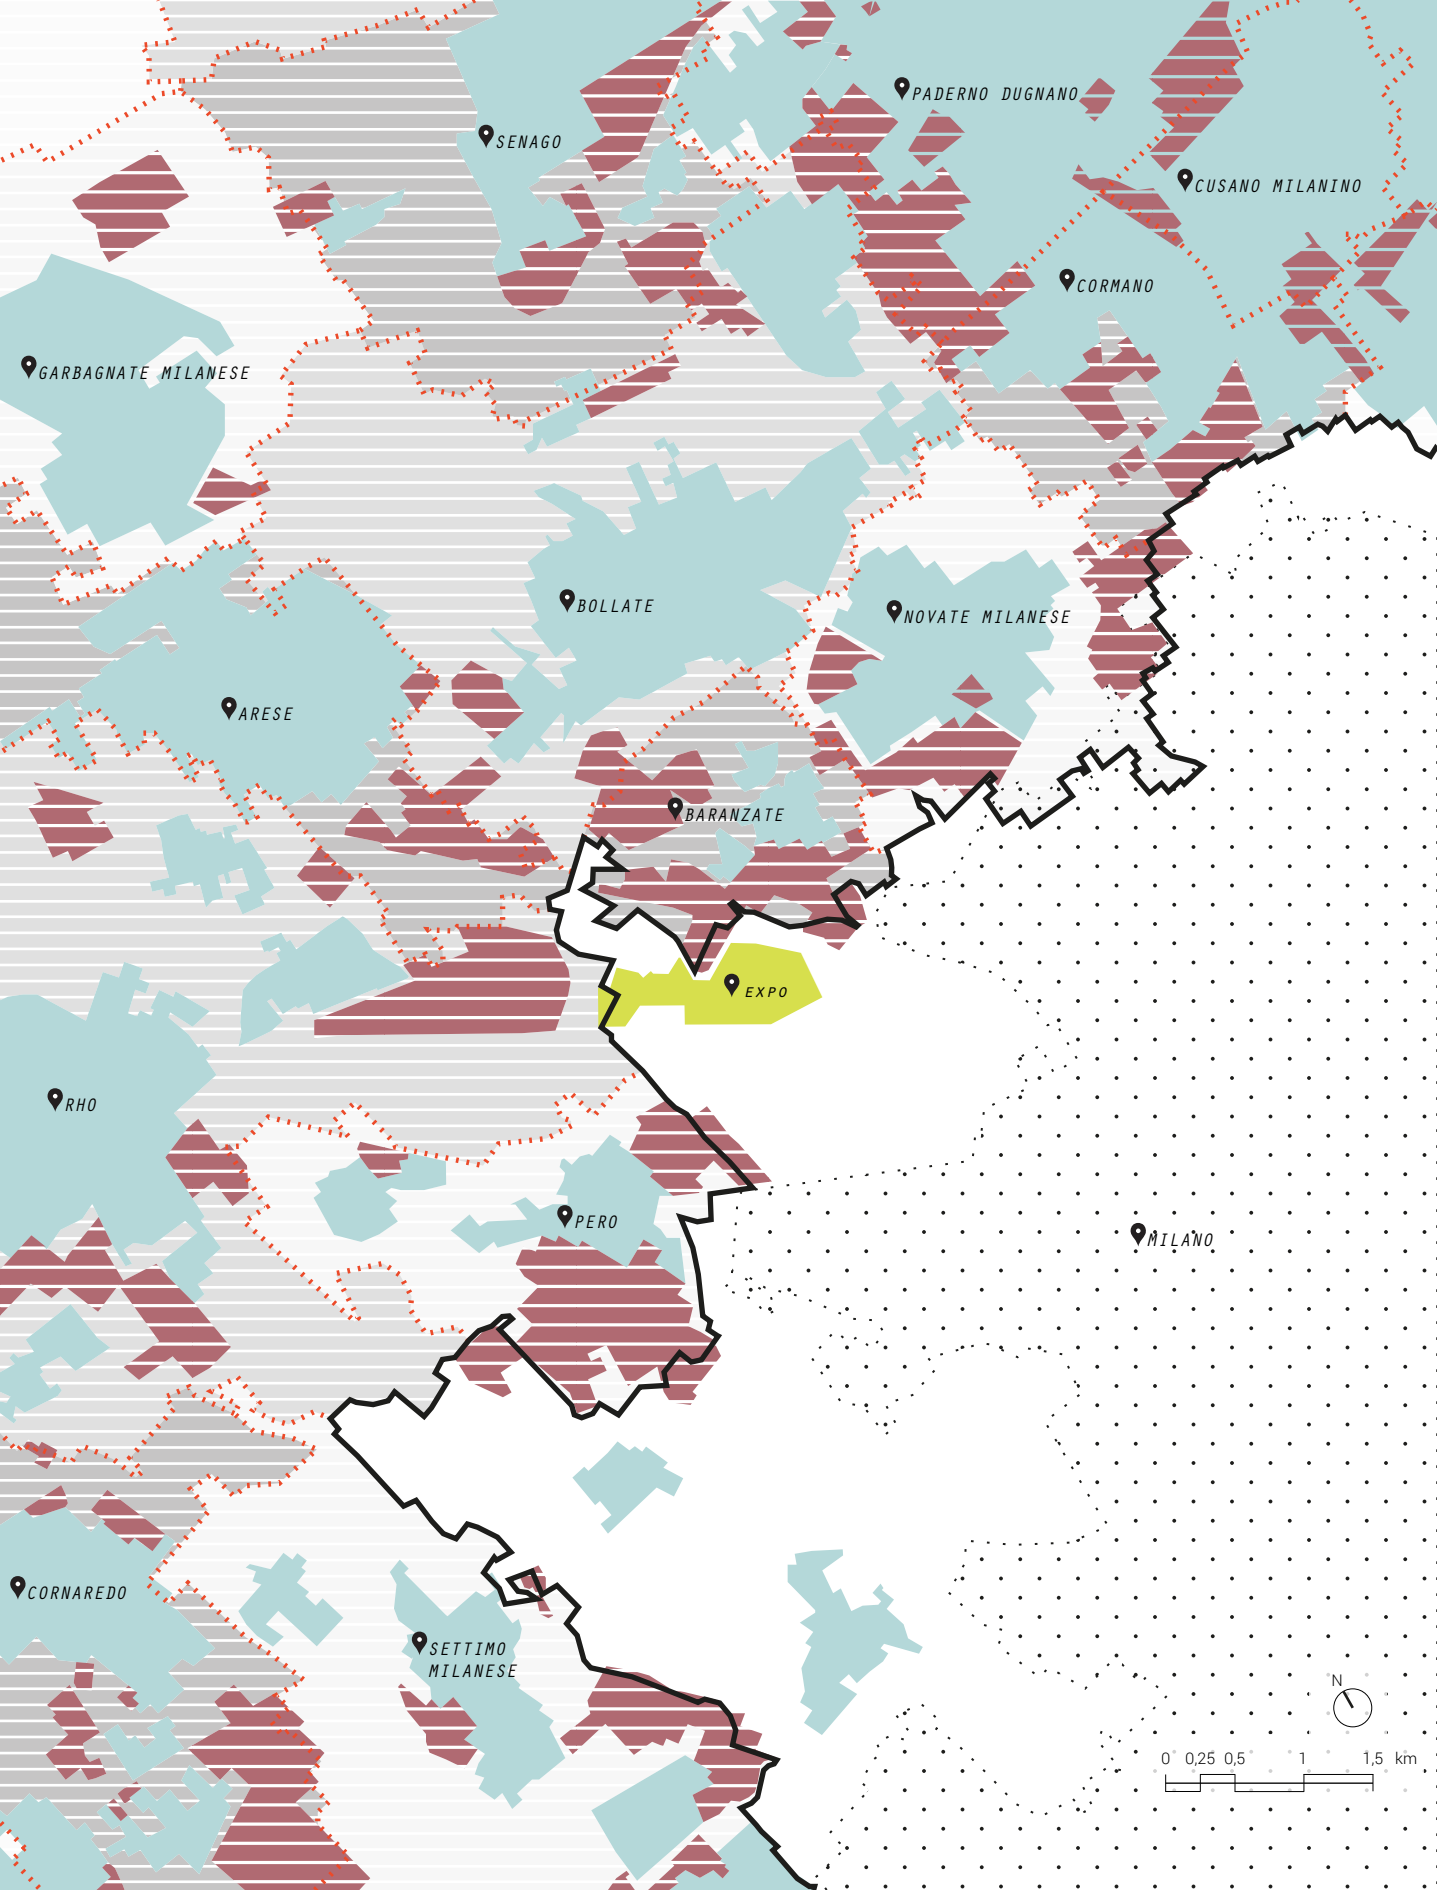 PADERNO DUGNANO
SENAGO
CUSANO MILANINO
CORMANO
GARBAGNATE MILANESE
BOLLATE
NOVATE MILANESE
ARESE
BARANZATE
EXPO
RHO
PERO
MILANO
CORNAREDO
SETTIMO
MILANESE
N
0 0,25 0,5 1 1,5 km